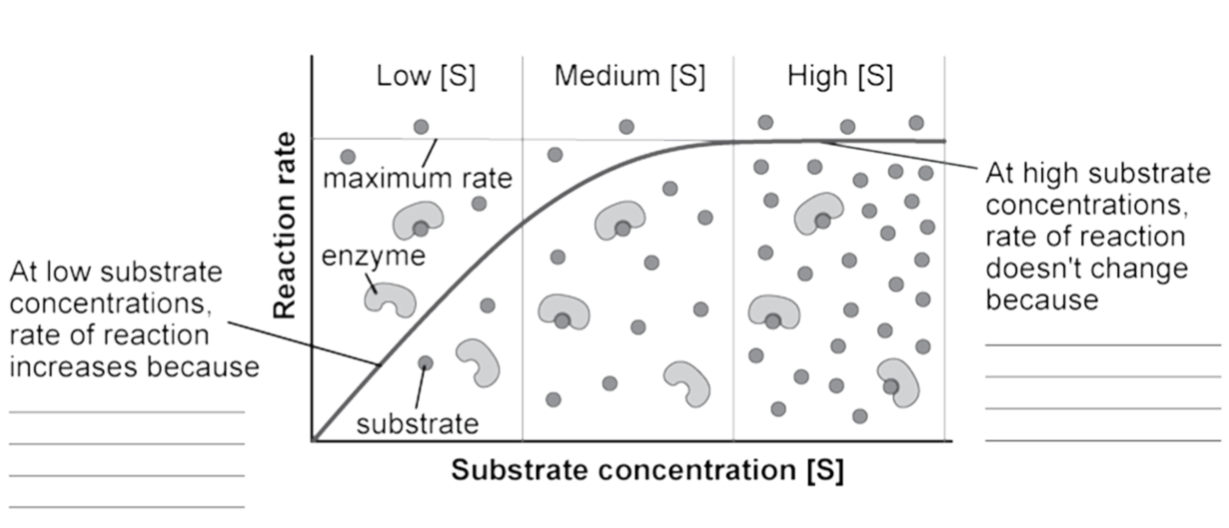 Low [S]
Medium [S]
High [S]
maximum rate
enzyme
substrate
Reaction rate
Substrate concentration [S]
At low substrate
concentrations,
rate of reaction
increases because
At high substrate
concentrations,
rate of reaction
doesn't change
because